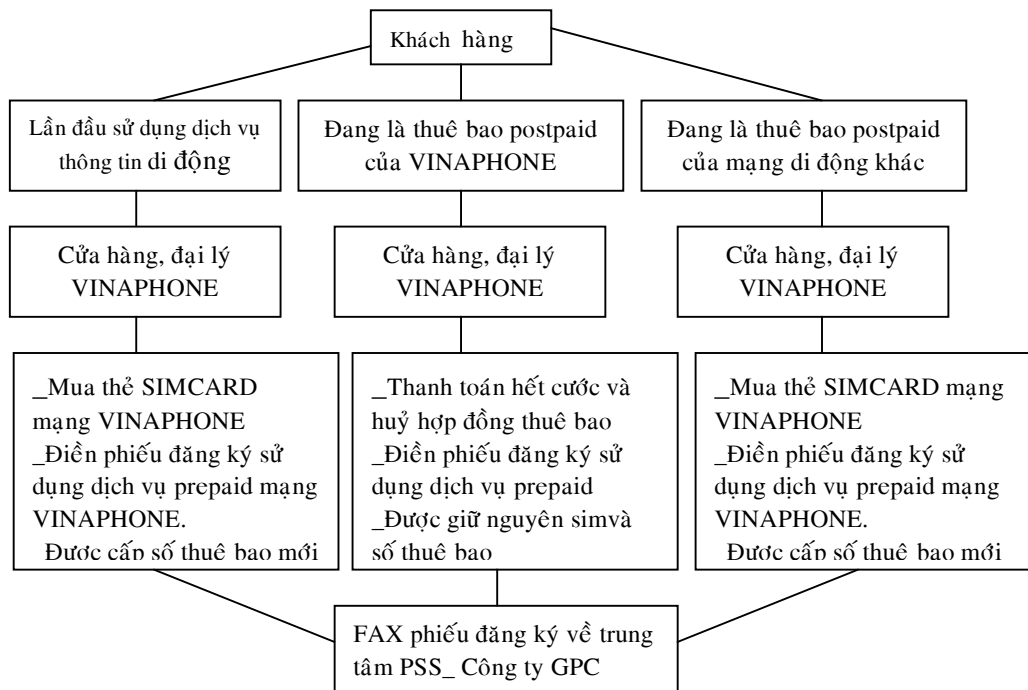 Khách hàng
Lần đầu sử dụng dịch vụ
thông tin di động
Đang là thuê bao postpaid
của VINAPHONE
Đang là thuê bao postpaid
của mạng di động khác
Cửa hàng, đại lý
VINAPHONE
Cửa hàng, đại lý
VINAPHONE
Cửa hàng, đại lý
VINAPHONE
_Mua thẻ SIMCARD
mạng VINAPHONE
_Điền phiếu đăng ký sử
dụng dịch vụ prepaid mạng
VINAPHONE.
Được cấp số thuê bao mới
_Thanh toán hết cước và
huỷ hợp đồng thuê bao
_Điền phiếu đăng ký sử
dụng dịch vụ prepaid
_Được giữ nguyên simvà
số thuê bao
_Mua thẻ SIMCARD mạng
VINAPHONE
_Điền phiếu đăng ký sử
dụng dịch vụ prepaid mạng
VINAPHONE.
Được cấp số thuê bao mới
FAX phiếu đăng ký về trung
tâm PSS_ Công ty GPC